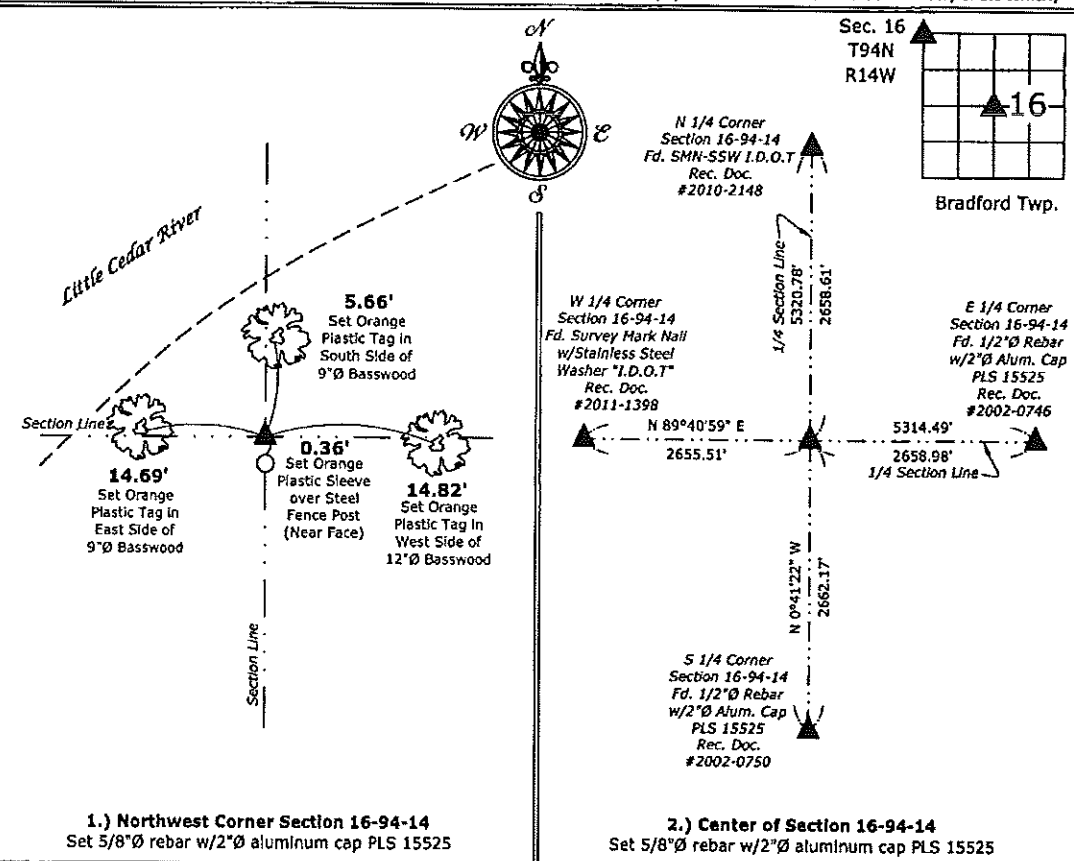 N
W
E
S
Sec. 16
T94N
R14W
16
Bradford Twp.
Little Cedar River
5.66'
Set Orange
Plastic Tag in
South Side of
9"Ø Basswood
Section Line
14.69'
Set Orange
Plastic Tag in
East Side of
9"Ø Basswood
0.36'
Set Orange
Plastic Sleeve
over Steel
Fence Post
(Near Face)
14.82'
Set Orange
Plastic Tag in
West Side of
12"Ø Basswood
Section Line
1.) Northwest Corner Section 16-94-14
Set 5/8"Ø rebar w/2"Ø aluminum cap PLS 15525
N 1/4 Corner
Section 16-94-14
Fd. SMN-SSW I.D.O.T
Rec. Doc.
#2010-2148
1/4 Section Line
5320.78'
2658.61'
W 1/4 Corner
Section 16-94-14
Fd. Survey Mark Nail
w/Stainless Steel
Washer "I.D.O.T"
Rec. Doc.
#2011-1398
E 1/4 Corner
Section 16-94-14
Fd. 1/2"Ø Rebar
w/2"Ø Alum. Cap
PLS 15525
Rec. Doc.
#2002-0746
N 89°40'59" E
2655.51'
5314.49'
2658.98'
1/4 Section Line
N 0°41'22" W
2662.17'
S 1/4 Corner
Section 16-94-14
Fd. 1/2"Ø Rebar
w/2"Ø Alum. Cap
PLS 15525
Rec. Doc.
#2002-0750
2.) Center of Section 16-94-14
Set 5/8"Ø rebar w/2"Ø aluminum cap PLS 15525